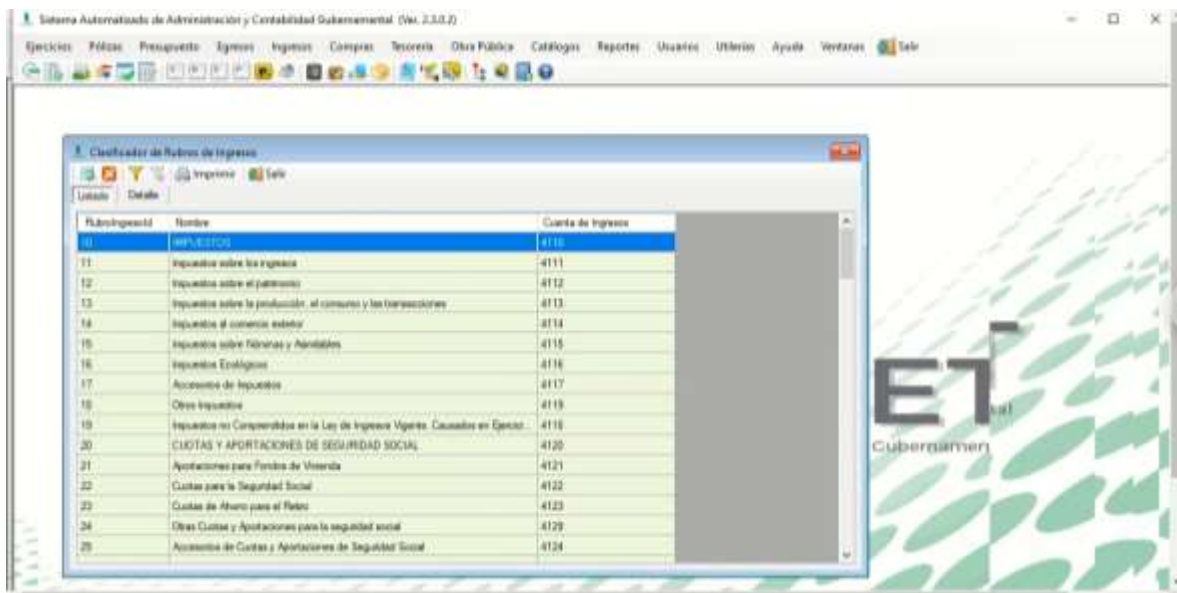 Sistema Automatizado de Administración y Contabilidad Gubernamental (Ver. 2.3.0.2)
Ejercicios Pólizas Presupuesto Egresos Ingresos Compras Tesorería Obra Pública Catálogos Reportes Usuarios Utilerías Ayuda Ventanas Salir
Clasificador de Rubros de Ingresos
Imprimir Salir
Listado Detalle
RubroIngresoId Nombre Cuenta de Ingresos
10 IMPUESTOS 4110
11 Impuestos sobre los ingresos 4111
12 Impuestos sobre el patrimonio 4112
13 Impuestos sobre la producción, el consumo y las transacciones 4113
14 Impuestos al comercio exterior 4114
15 Impuestos sobre Nóminas y Asimilables 4115
16 Impuestos Ecológicos 4116
17 Accesorios de Impuestos 4117
18 Otros Impuestos 4119
19 Impuestos no Comprendidos en la Ley de Ingresos Vigente, Causados en Ejercici... 4118
20 CUOTAS Y APORTACIONES DE SEGURIDAD SOCIAL 4120
21 Aportaciones para Fondos de Vivienda 4121
22 Cuotas para la Seguridad Social 4122
23 Cuotas de Ahorro para el Retiro 4123
24 Otras Cuotas y Aportaciones para la seguridad social 4129
25 Accesorios de Cuotas y Aportaciones de Seguridad Social 4124
ET
Gubernamen